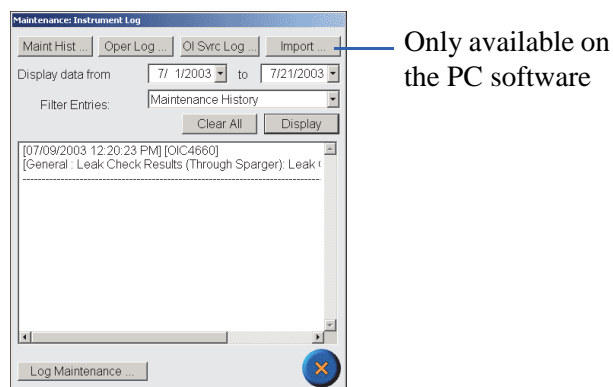 Maintenance: Instrument Log
Maint Hist ... Oper Log ... OI Svrc Log ... Import ...
Only available on
the PC software
Display data from 7/ 1/2003 to 7/21/2003
Filter Entries: Maintenance History
Clear All Display
[07/09/2003 12:20:23 PM] [OIC4660]
[General : Leak Check Results (Through Sparger): Leak
--------------------------------------------------------------------------------
Log Maintenance ...